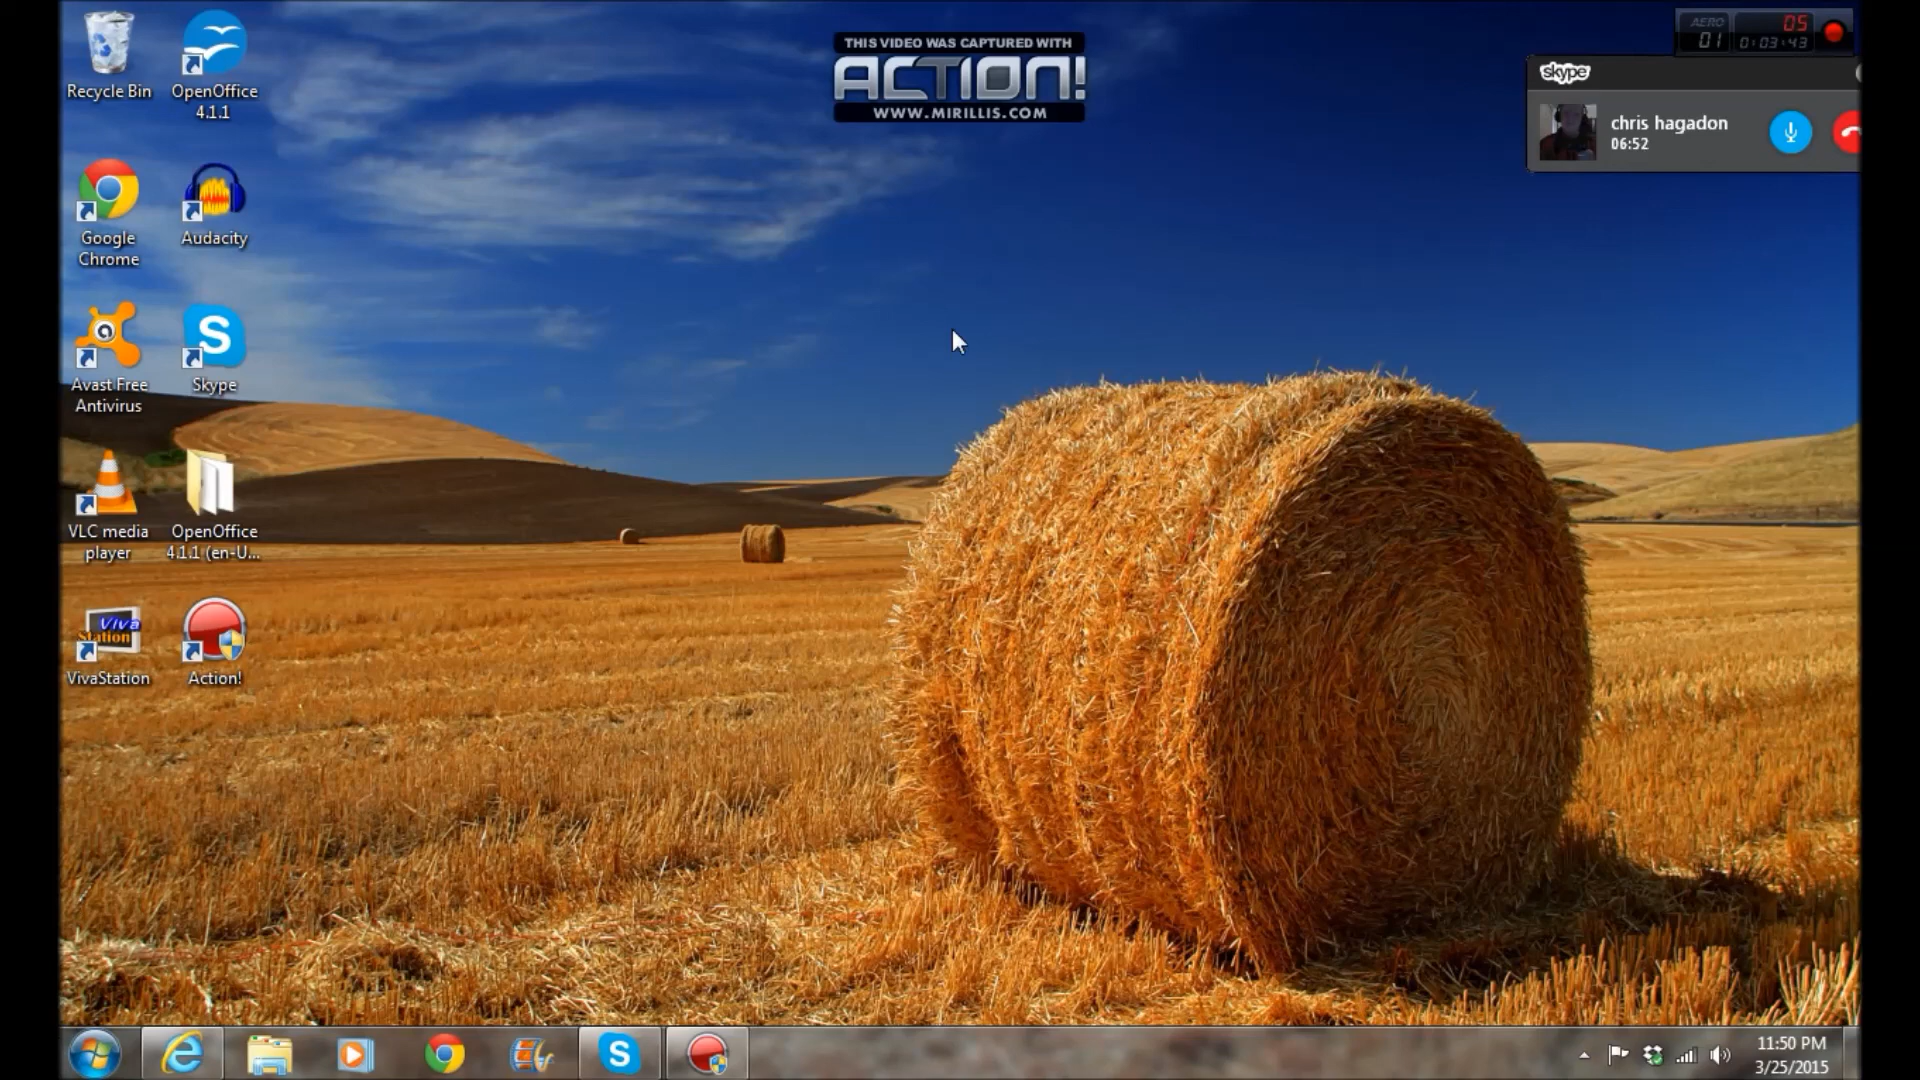 Recycle Bin
OpenOffice
4.1.1
Google
Chrome
Audacity
Avast Free
Antivirus
Skype
VLC media
player
OpenOffice
4.1.1 (en-U...
Viva
Station
VivaStation
Action!
THIS VIDEO WAS CAPTURED WITH
ACTION!
WWW.MIRILLIS.COM
AERO
01
05
0:03:43
skype
chris hagadon
06:52
11:50 PM
3/25/2015